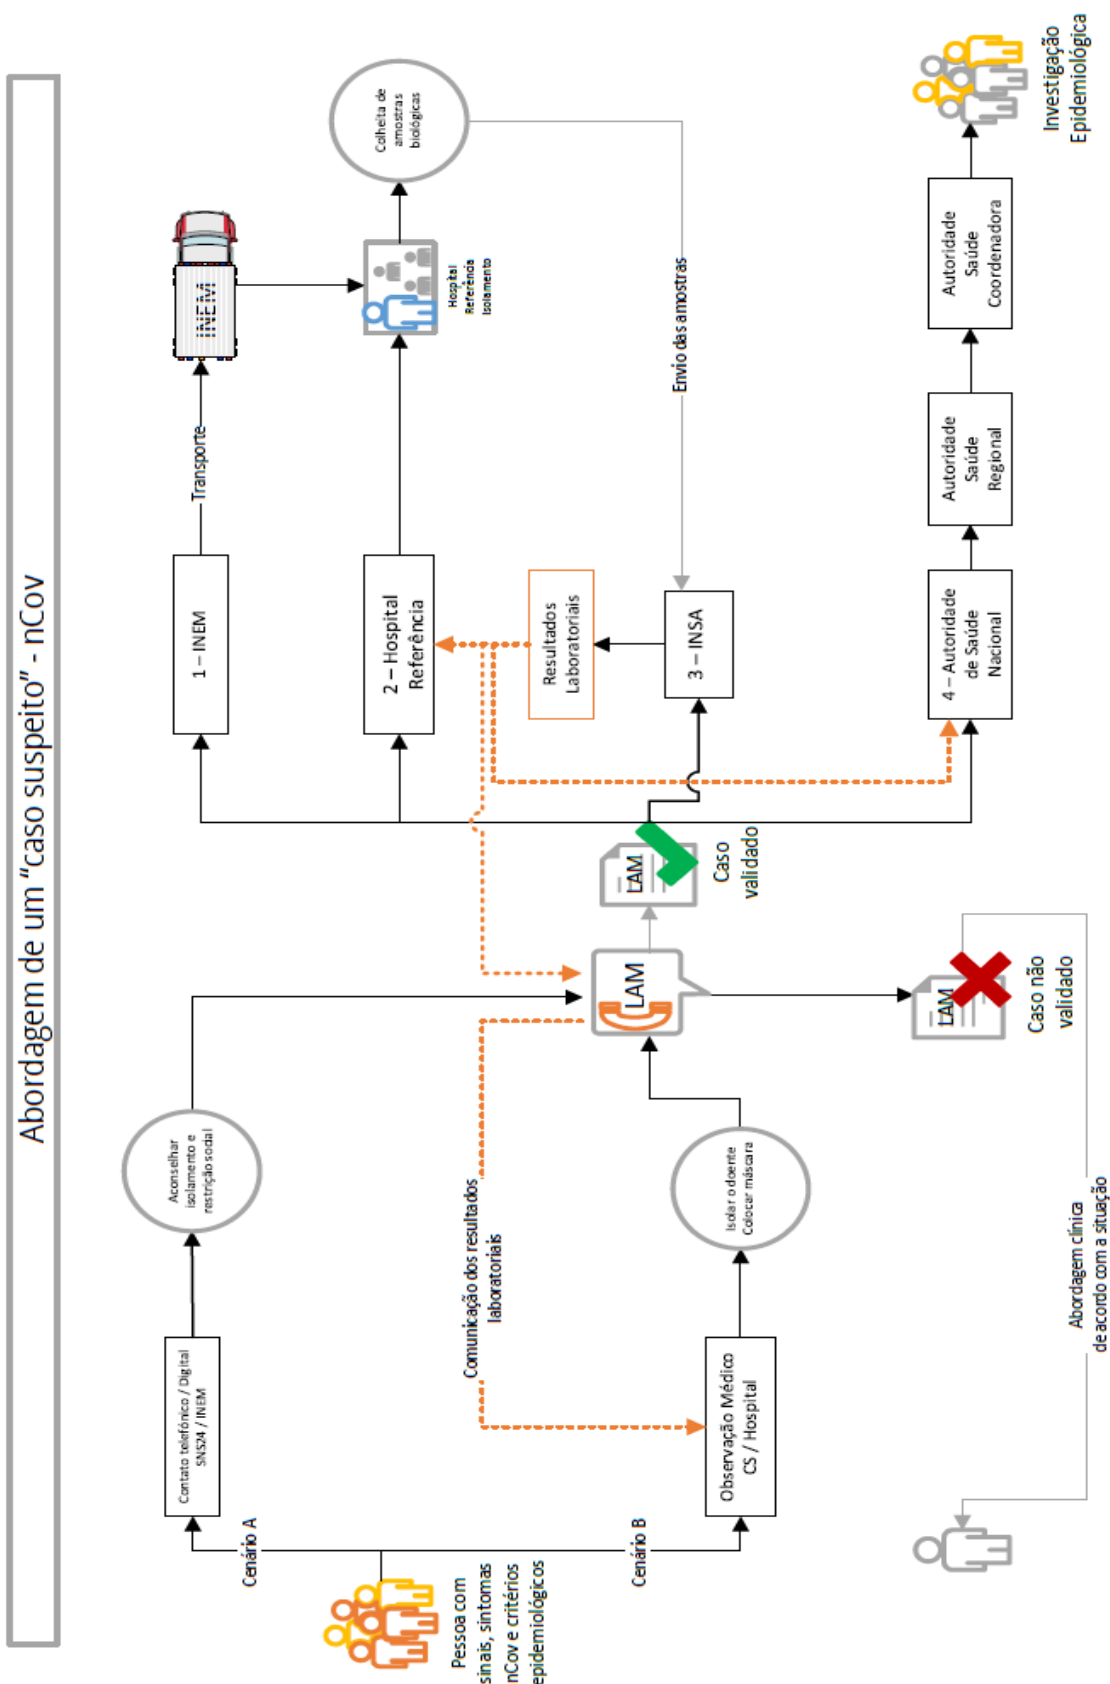 Abordagem de um “caso suspeito” - nCov
Pessoa com
sinais, sintomas
nCov e critérios
epidemiológicos
Cenário A
Cenário B
Contato telefónico / Digital
SNS24 / INEM
Aconselhar
isolamento e
restrição social
Comunicação dos resultados
laboratoriais
Observação Médico
CS / Hospital
Isolar o doente
Colocar máscara
LAM
LAM
Caso
validado
LAM
Caso não
validado
Abordagem clínica
de acordo com a situação
1 – INEM
Transporte
INEM
2 – Hospital
Referência
Hospital
Referência
Isolamento
Colheita de
amostras
biológicas
Envio das amostras
Resultados
Laboratoriais
3 – INSA
4 – Autoridade
de Saúde
Nacional
Autoridade
Saúde
Regional
Autoridade
Saúde
Coordenadora
Investigação
Epidemiológica